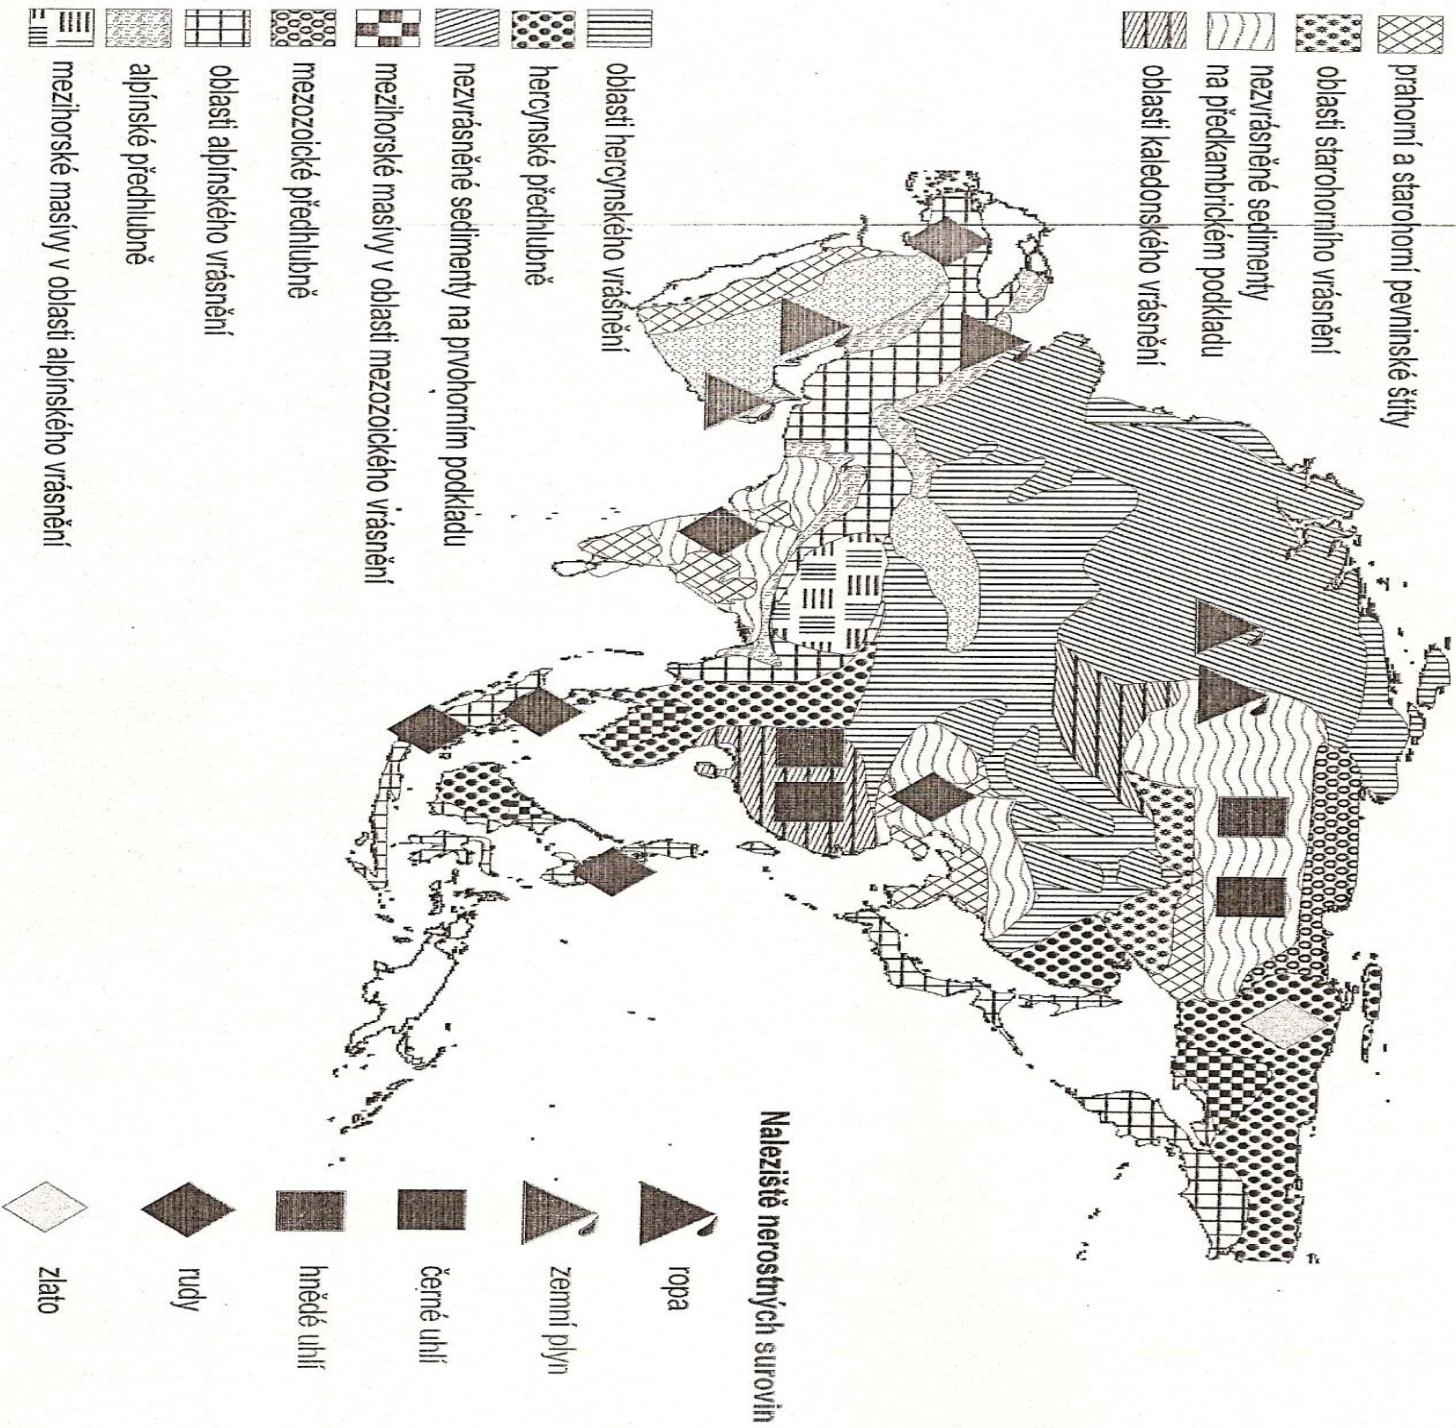 prahorní a starohorní pevninské štíty
oblasti starohorního vrásnění
nezvrásněné sedimenty
na předkambrickém podkladu
oblasti kaledonského vrásnění
oblasti hercynského vrásnění
hercynské předhlubně
nezvrásněné sedimenty na prvohorním podkladu
mezihorské masívy v oblasti mezozoického vrásnění
mezozoické předhlubně
oblasti alpínského vrásnění
alpínské předhlubně
mezihorské masívy v oblasti alpínského vrásnění
Naleziště nerostných surovin
ropa
zemní plyn
černé uhlí
hnědé uhlí
rudy
zlato